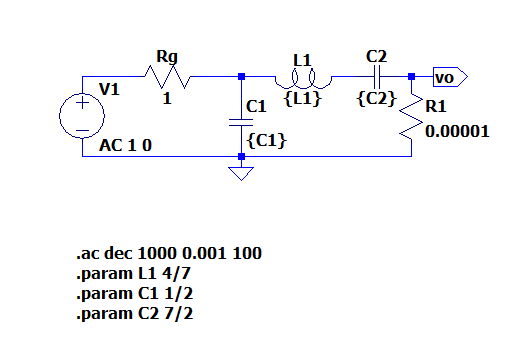 Rg
L1
C2
V1
1
{L1}
{C2}
vo
C1
R1
{C1}
0.00001
AC 1 0
.ac dec 1000 0.001 100
.param L1 4/7
.param C1 1/2
.param C2 7/2